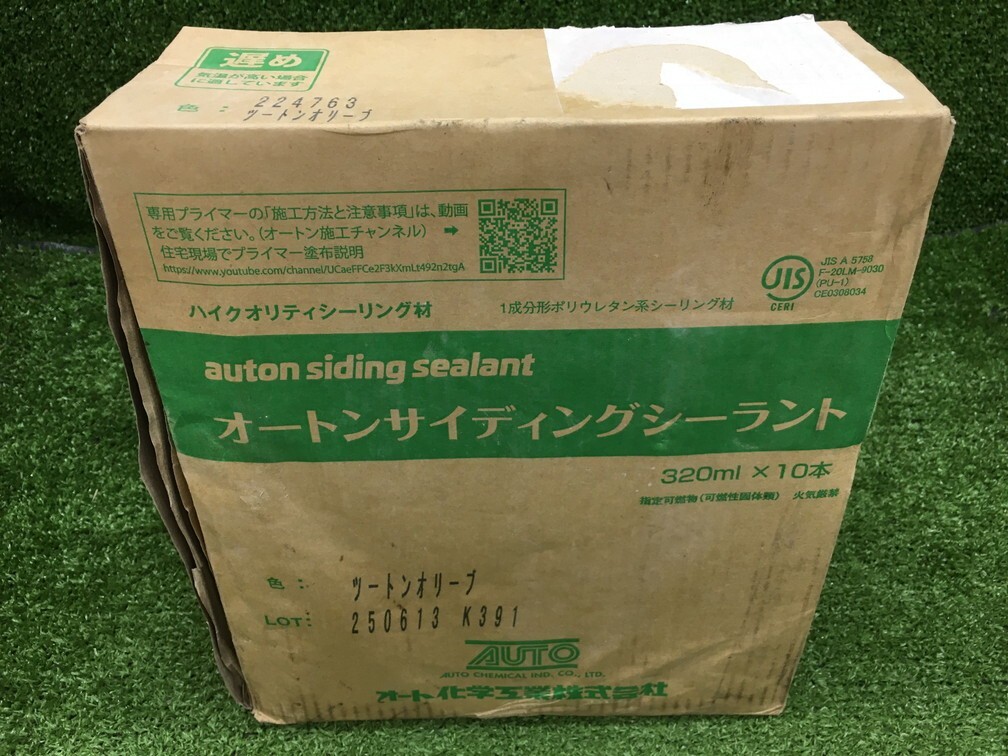 遅め
気温が高い場合
に適しています
色： 224763
ツートンオリーブ
専用プライマーの「施工方法と注意事項」は、動画
をご覧ください。（オートン施工チャンネル） ➡
住宅現場でプライマー塗布説明
https://www.youtube.com/channel/UCaeFFCe2F3kXmLt492n2tgA
JIS
CERI
JIS A 5758
F-20LM-9030
(PU-1)
CE0308034
ハイクオリティシーリング材
1成分形ポリウレタン系シーリング材
auton siding sealant
オートンサイディングシーラント
320ml × 10本
指定可燃物（可燃性固体類） 火気厳禁
色： ツートンオリーブ
LOT: 250613 K391
AUTO
AUTO CHEMICAL IND. CO., LTD.
オート化学工業株式会社